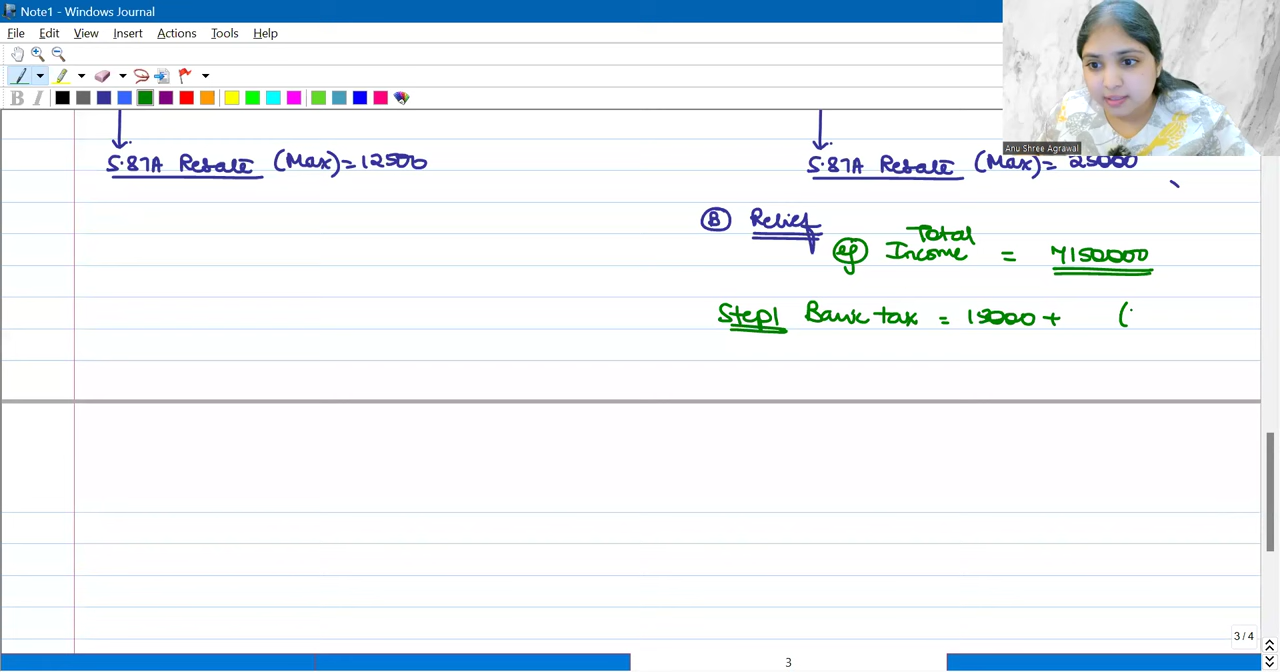 Note1 - Windows Journal
File Edit View Insert Actions Tools Help
B I
Anu Shree Agrawal
S.87A Rebate (Max) = 12500
S.87A Rebate (Max) = 25000
B Relief
eg Total Income = 7150000
Step1 Basic tax = 15000 + (
3 / 4
3